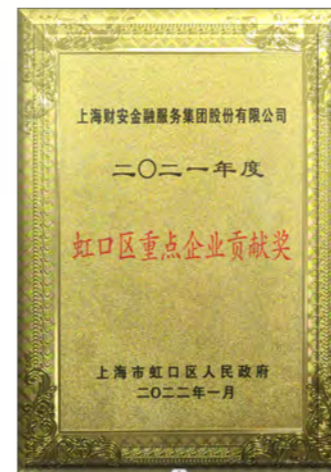 上海财安金融服务集团股份有限公司
二〇二一年度
虹口区重点企业贡献奖
上海市虹口区人民政府
二〇二二年一月